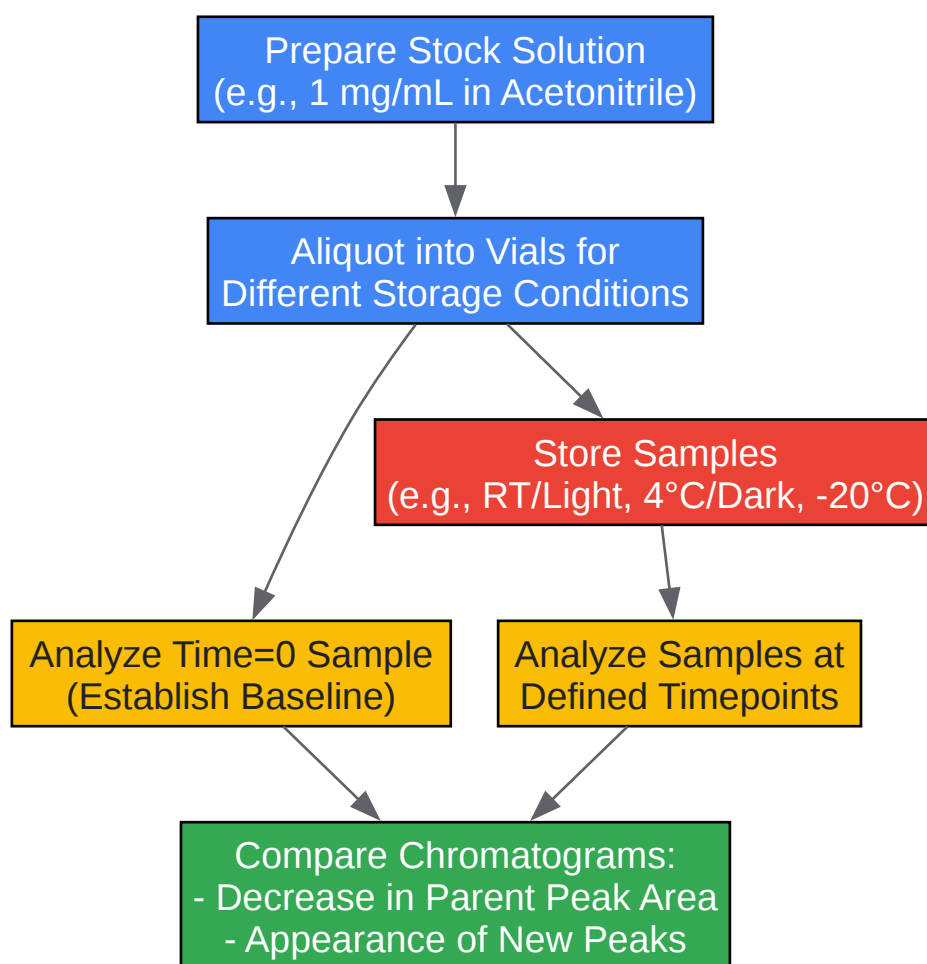 Prepare Stock Solution
(e.g., 1 mg/mL in Acetonitrile)
Aliquot into Vials for
Different Storage Conditions
Store Samples
(e.g., RT/Light, 4°C/Dark, -20°C)
Analyze Time=0 Sample
(Establish Baseline)
Analyze Samples at
Defined Timepoints
Compare Chromatograms:
- Decrease in Parent Peak Area
- Appearance of New Peaks